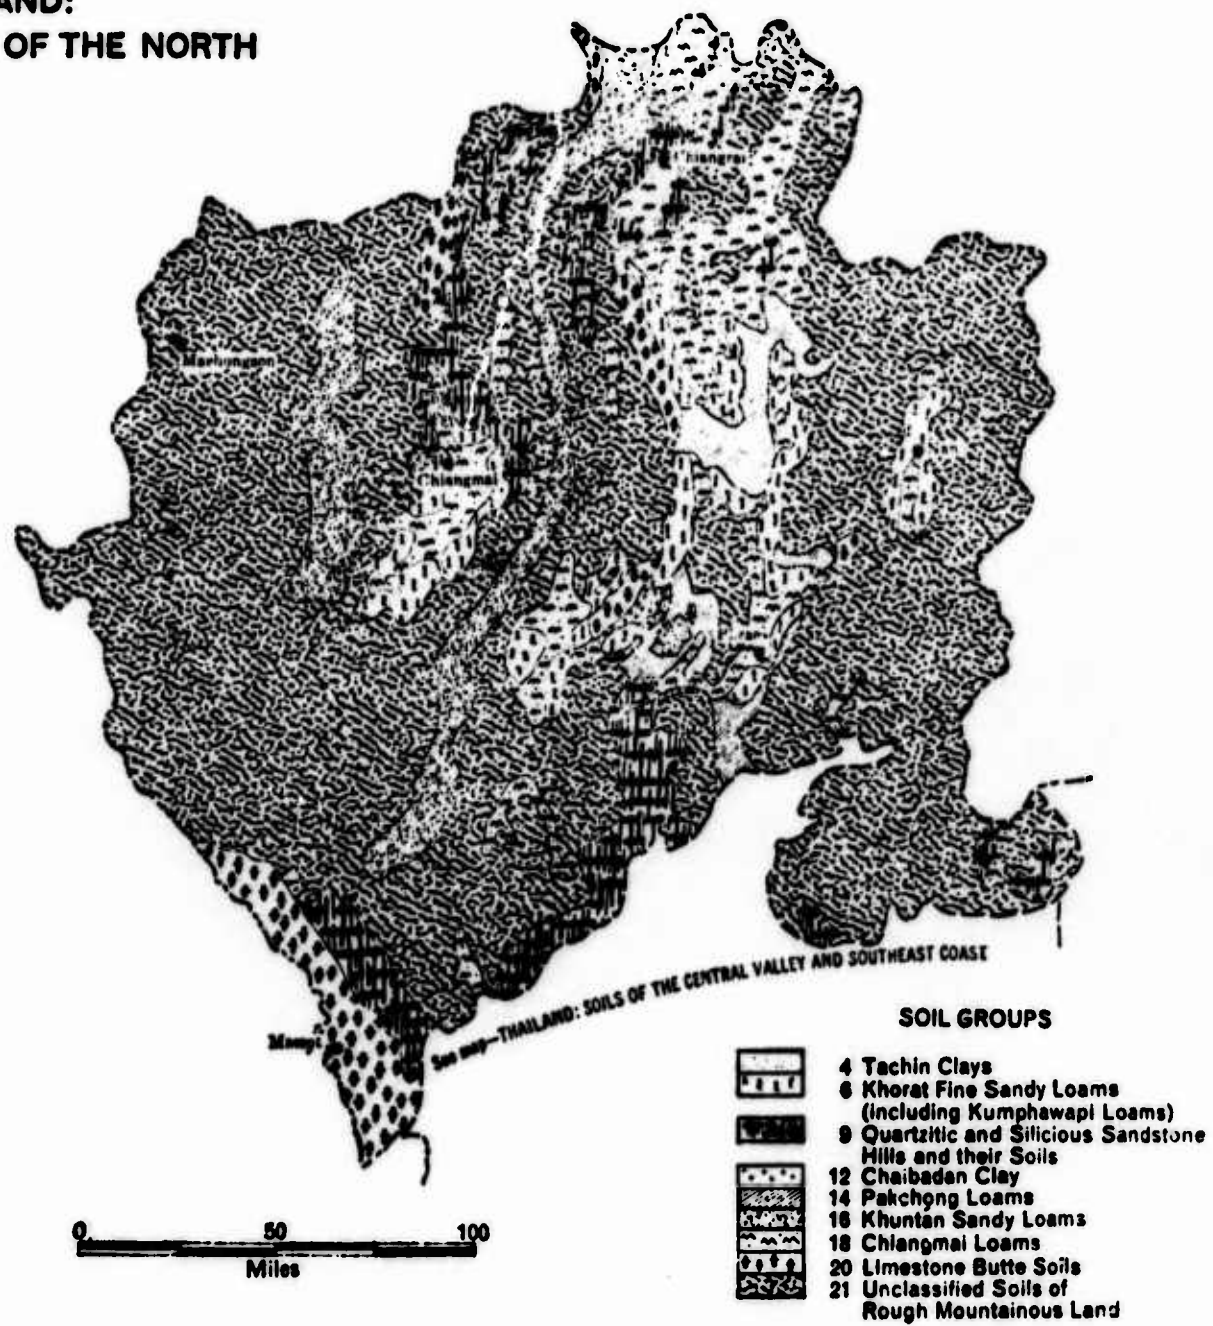 AND:
OF THE NORTH
Chiangrai
Maehongson
Chiangmai
See map—THAILAND: SOILS OF THE CENTRAL VALLEY AND SOUTHEAST COAST
SOIL GROUPS
4 Tachin Clays
6 Khorat Fine Sandy Loams
(including Kumphawapi Loams)
9 Quartzitic and Silicious Sandstone
Hills and their Soils
12 Chaibadan Clay
14 Pakchong Loams
16 Khuntan Sandy Loams
18 Chiangmai Loams
20 Limestone Butte Soils
21 Unclassified Soils of
Rough Mountainous Land
0 50 100
Miles